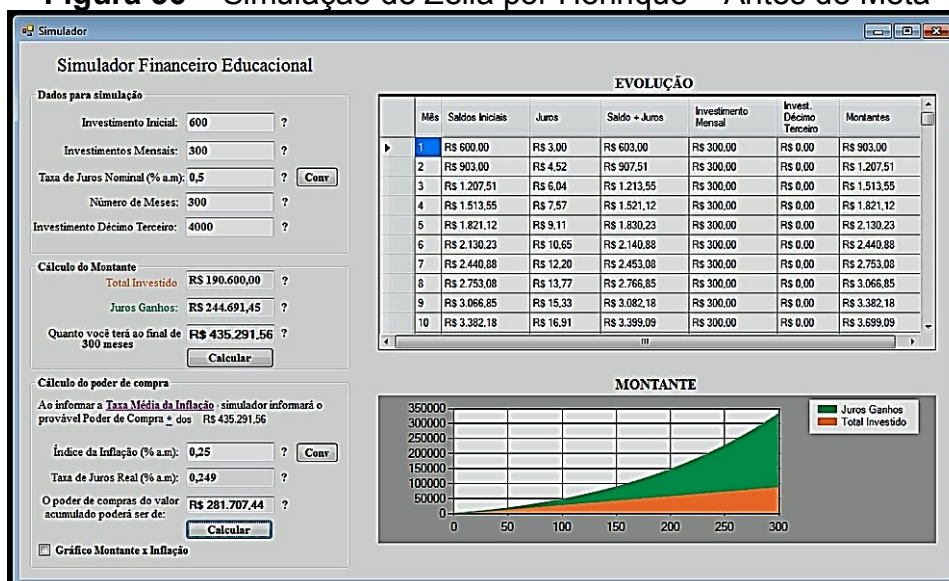 Simulação de Zélia por Henrique – Antes do Meta
Simulador
Simulador Financeiro Educacional
Dados para simulação
Investimento Inicial: 600 ?
Investimentos Mensais: 300 ?
Taxa de Juros Nominal (% a.m): 0,5 ? Conv
Número de Meses: 300 ?
Investimento Décimo Terceiro: 4000 ?
Cálculo do Montante
Total Investido R$ 190.600,00 ?
Juros Ganhos: R$ 244.691,45 ?
Quanto você terá ao final de R$ 435.291,56 ?
300 meses
Calcular
Cálculo do poder de compra
Ao informar a Taxa Média da Inflação simulador informará o
provável Poder de Compra * dos R$ 435.291,56
Índice da Inflação (% a.m): 0,25 ? Conv
Taxa de Juros Real (% a.m): 0,249 ?
O poder de compras do valor R$ 281.707,44 ?
acumulado poderá ser de:
Calcular
Gráfico Montante x Inflação
EVOLUÇÃO
Mês Saldos Iniciais Juros Saldo + Juros Investimento Mensal Invest. Décimo Terceiro Montantes
1 R$ 600,00 R$ 3,00 R$ 603,00 R$ 300,00 R$ 0,00 R$ 903,00
2 R$ 903,00 R$ 4,52 R$ 907,51 R$ 300,00 R$ 0,00 R$ 1.207,51
3 R$ 1.207,51 R$ 6,04 R$ 1.213,55 R$ 300,00 R$ 0,00 R$ 1.513,55
4 R$ 1.513,55 R$ 7,57 R$ 1.521,12 R$ 300,00 R$ 0,00 R$ 1.821,12
5 R$ 1.821,12 R$ 9,11 R$ 1.830,23 R$ 300,00 R$ 0,00 R$ 2.130,23
6 R$ 2.130,23 R$ 10,65 R$ 2.140,88 R$ 300,00 R$ 0,00 R$ 2.440,88
7 R$ 2.440,88 R$ 12,20 R$ 2.453,08 R$ 300,00 R$ 0,00 R$ 2.753,08
8 R$ 2.753,08 R$ 13,77 R$ 2.766,85 R$ 300,00 R$ 0,00 R$ 3.066,85
9 R$ 3.066,85 R$ 15,33 R$ 3.082,18 R$ 300,00 R$ 0,00 R$ 3.382,18
10 R$ 3.382,18 R$ 16,91 R$ 3.399,09 R$ 300,00 R$ 0,00 R$ 3.699,09
MONTANTE
350000
300000
250000
200000
150000
100000
50000
0
0 50 100 150 200 250 300
Juros Ganhos
Total Investido